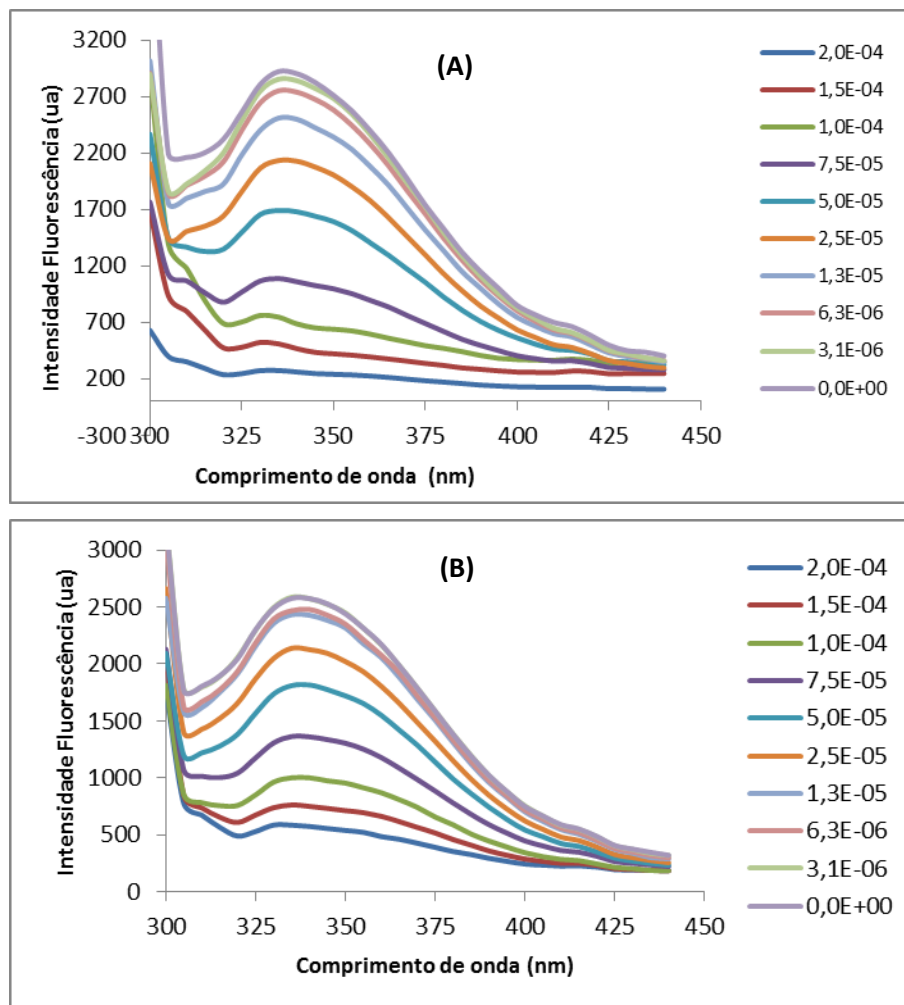 (A)
Intensidade Fluorescência (ua)
3200
2700
2200
1700
1200
700
200
-300
300
325
350
375
400
425
450
Comprimento de onda (nm)
2,0E-04
1,5E-04
1,0E-04
7,5E-05
5,0E-05
2,5E-05
1,3E-05
6,3E-06
3,1E-06
0,0E+00
(B)
Intensidade Fluorescência (ua)
3000
2500
2000
1500
1000
500
0
300
325
350
375
400
425
450
Comprimento de onda (nm)
2,0E-04
1,5E-04
1,0E-04
7,5E-05
5,0E-05
2,5E-05
1,3E-05
6,3E-06
3,1E-06
0,0E+00